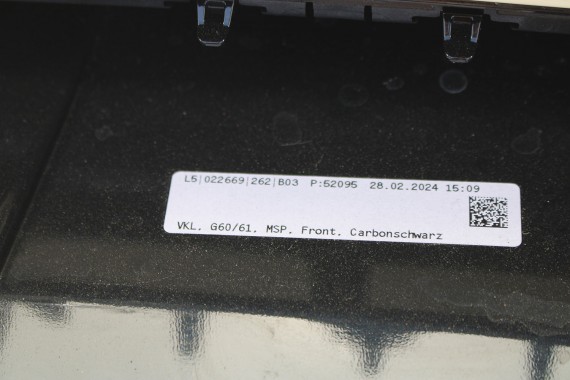 L5|022669|262|B03 P:52095 28.02.2024 15:09
VKL. G60/61. MSP. Front. Carbonschwarz